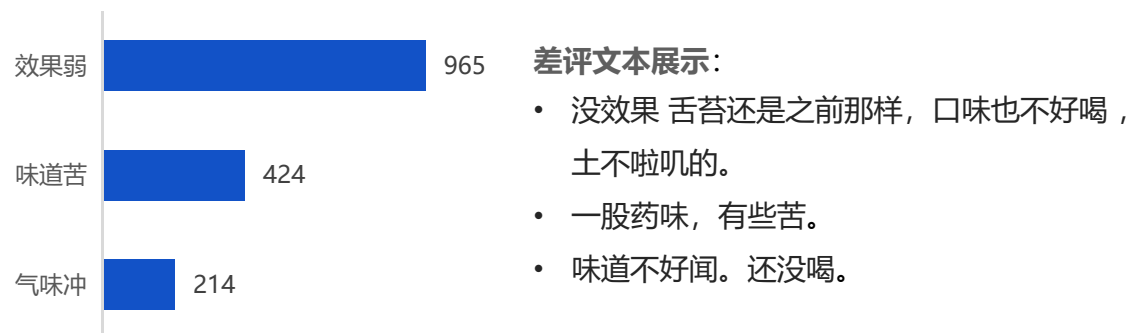 效果弱 965
味道苦 424
气味冲 214
差评文本展示：
• 没效果 舌苔还是之前那样，口味也不好喝，
土不啦叽的。
• 一股药味，有些苦。
• 味道不好闻。还没喝。